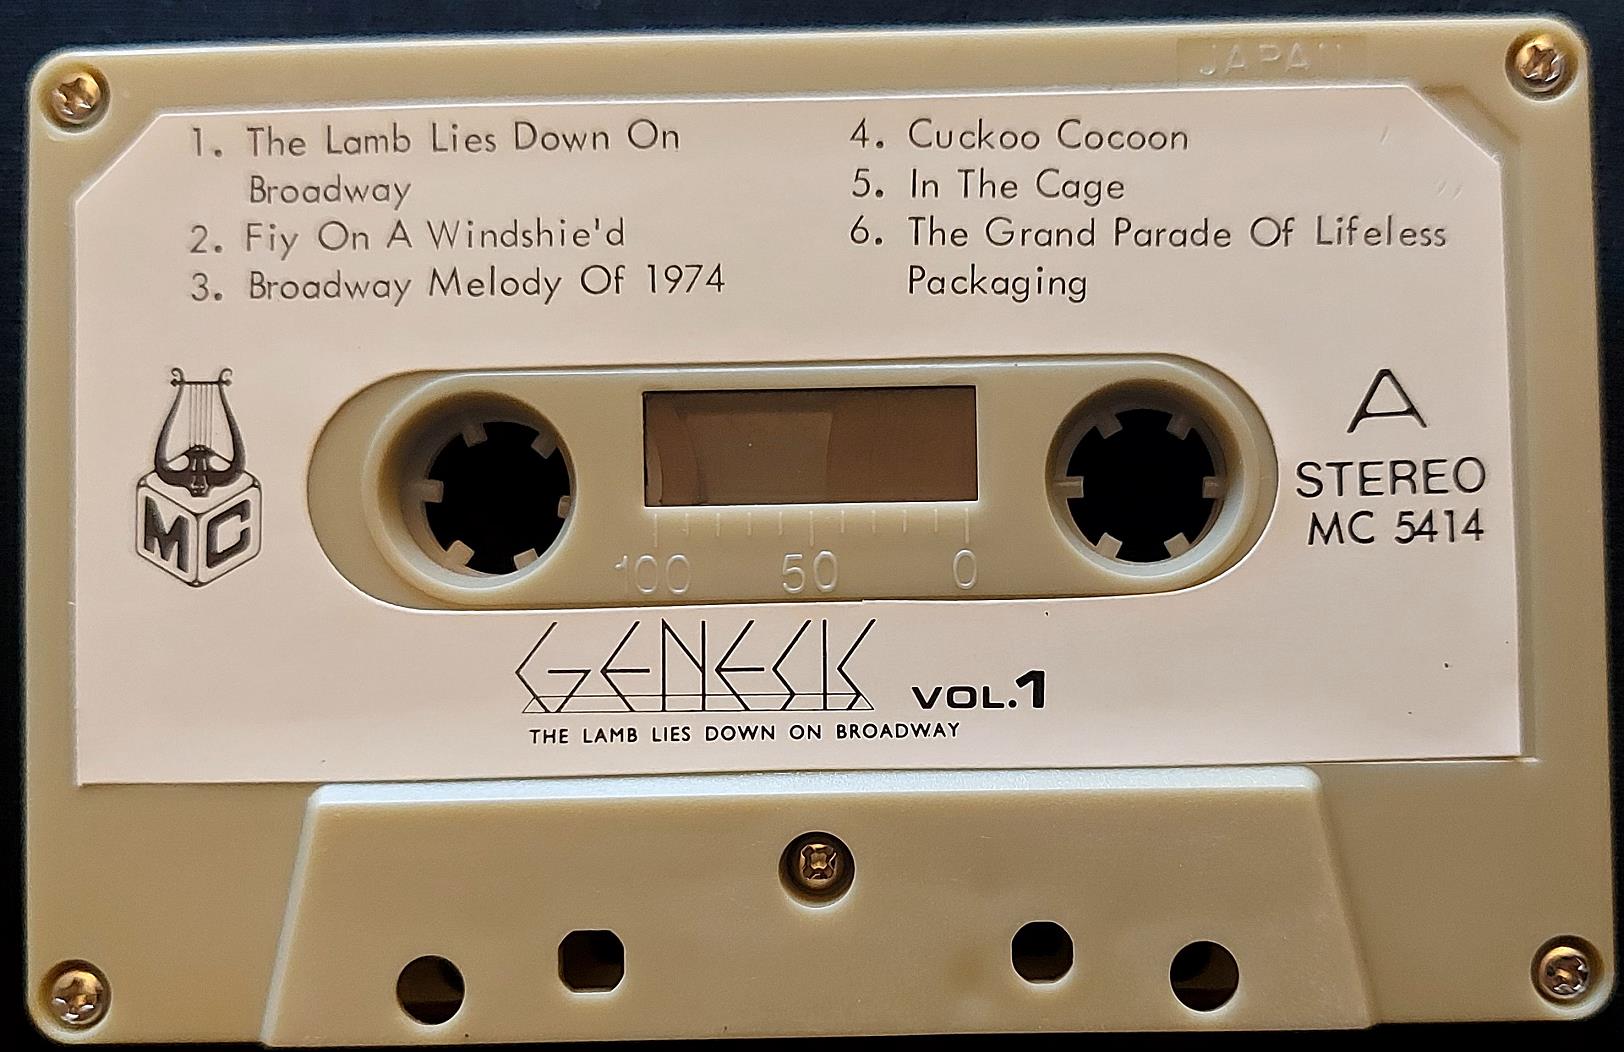 JAPAN
1. The Lamb Lies Down On
Broadway
2. Fiy On A Windshie'd
3. Broadway Melody Of 1974
4. Cuckoo Cocoon
5. In The Cage
6. The Grand Parade Of Lifeless
Packaging
MC
100 50 0
A
STEREO
MC 5414
GENESIS VOL.1
THE LAMB LIES DOWN ON BROADWAY